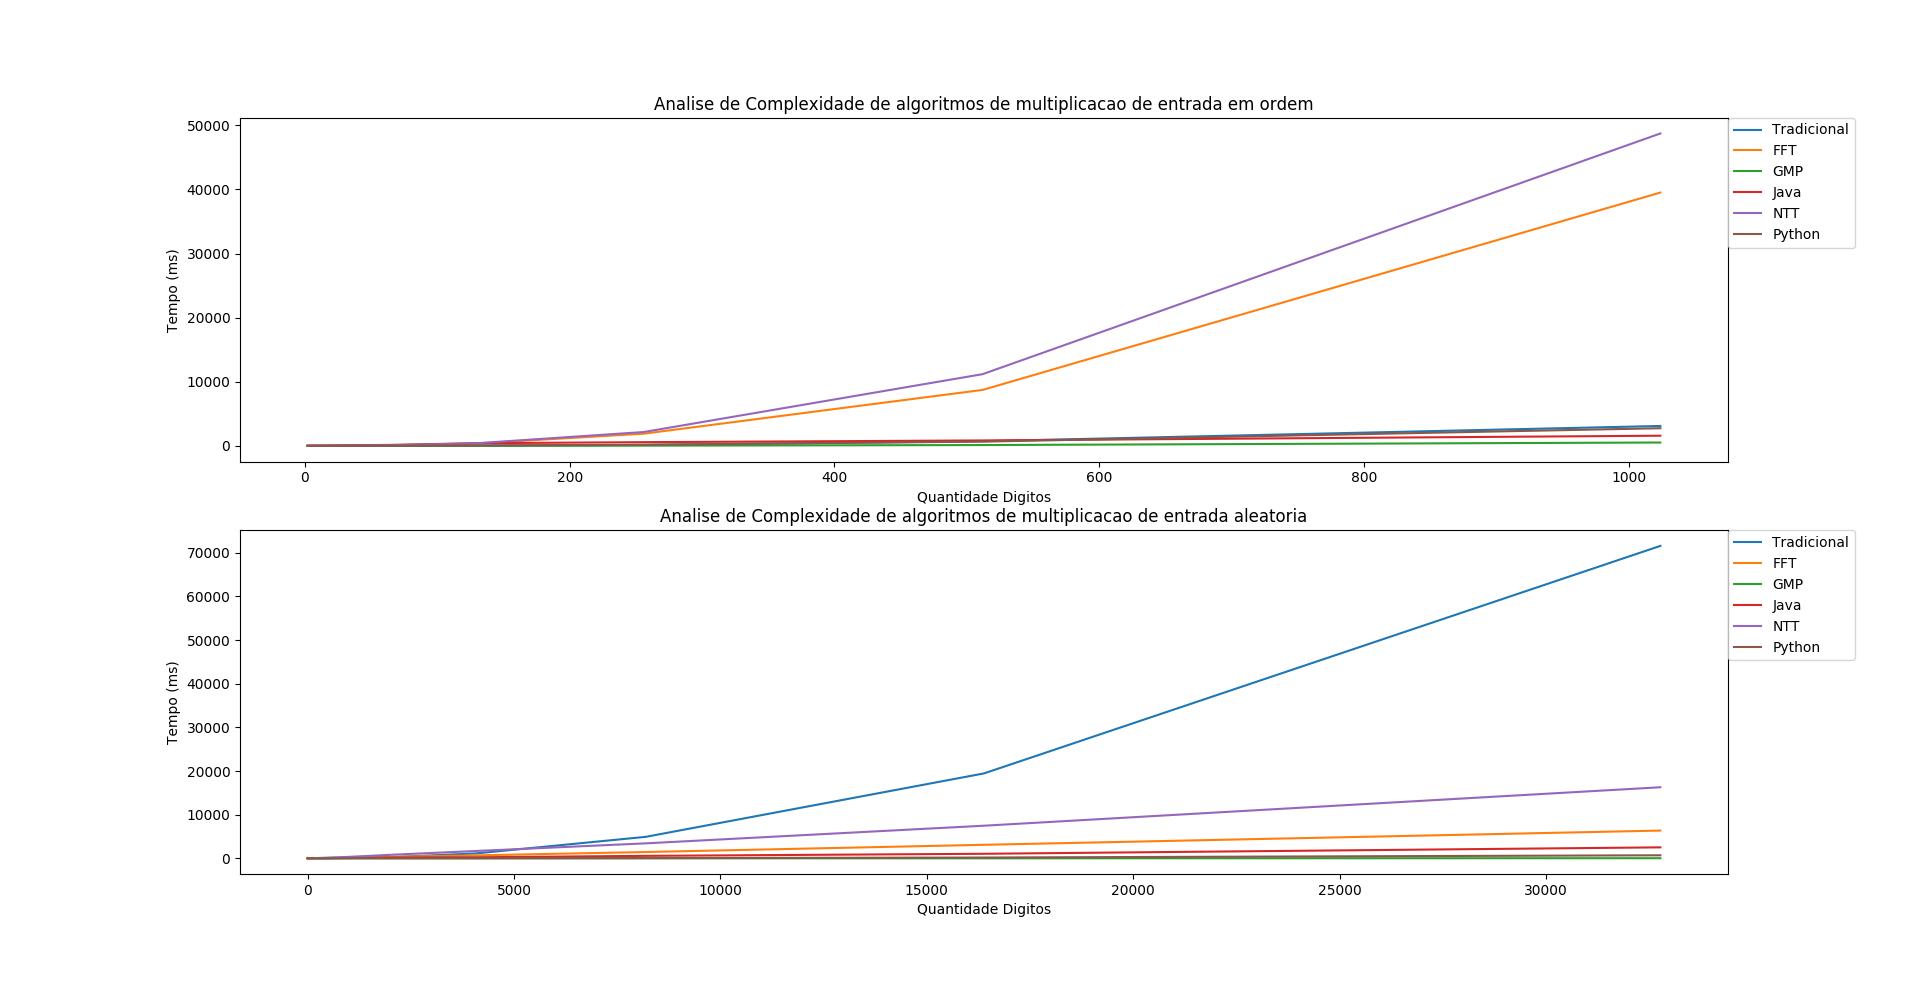 Analise de Complexidade de algoritmos de multiplicacao de entrada em ordem
50000
40000
30000
20000
10000
0
Tempo (ms)
0 200 400 600 800 1000
Quantidade Digitos
Tradicional
FFT
GMP
Java
NTT
Python
Analise de Complexidade de algoritmos de multiplicacao de entrada aleatoria
70000
60000
50000
40000
30000
20000
10000
0
Tempo (ms)
0 5000 10000 15000 20000 25000 30000
Quantidade Digitos
Tradicional
FFT
GMP
Java
NTT
Python